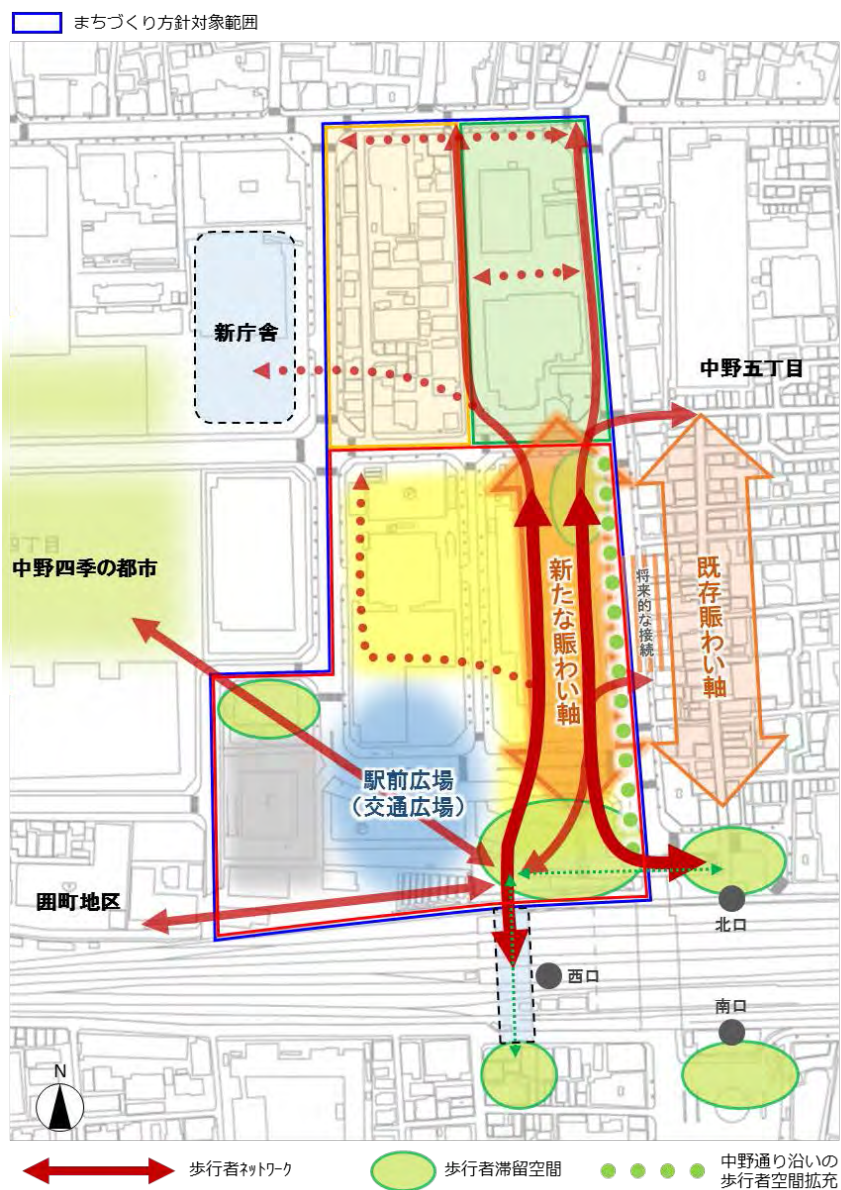 まちづくり方針対象範囲
新庁舎
中野五丁目
丁目
中野四季の都市
新たな賑わい軸
将来的な接続
既存賑わい軸
駅前広場
(交通広場)
囲町地区
北口
西口
南口
N
歩行者ネットワーク
歩行者滞留空間
中野通り沿いの
歩行者空間拡充